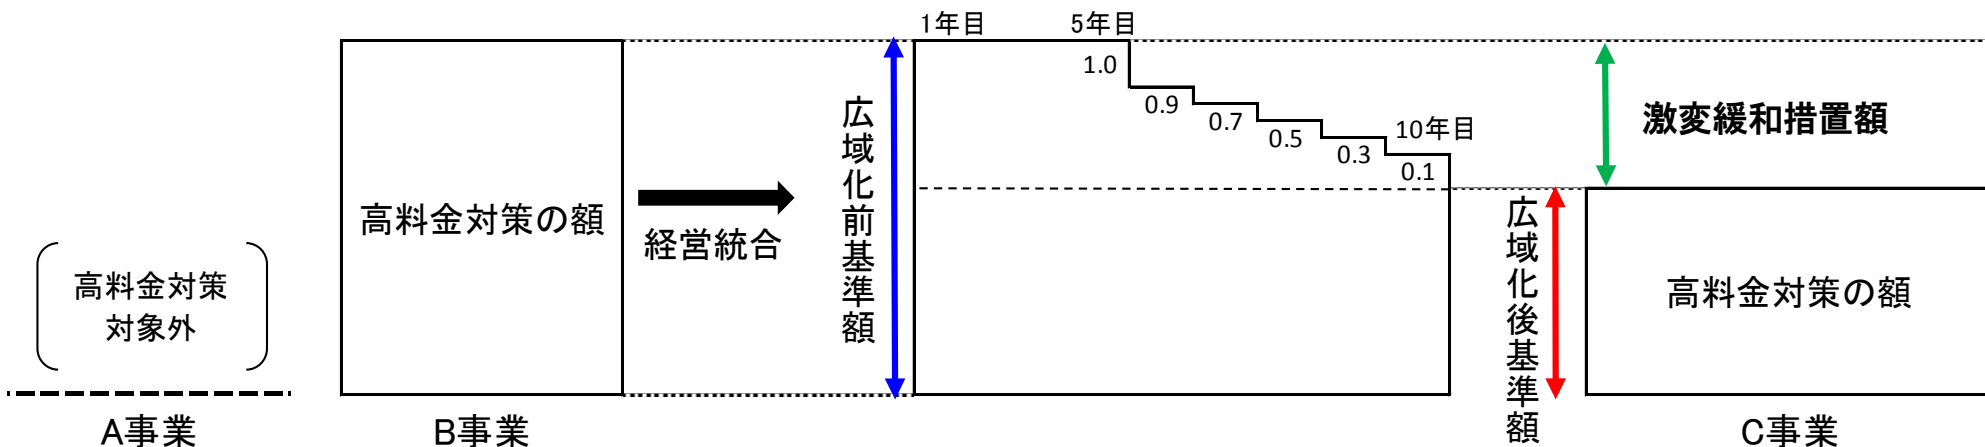 高料金対策
対象外
A事業
高料金対策の額
B事業
経営統合
広域化前基準額
1年目
5年目
1.0
0.9
0.7
0.5
0.3
10年目
0.1
広域化後基準額
激変緩和措置額
高料金対策の額
C事業